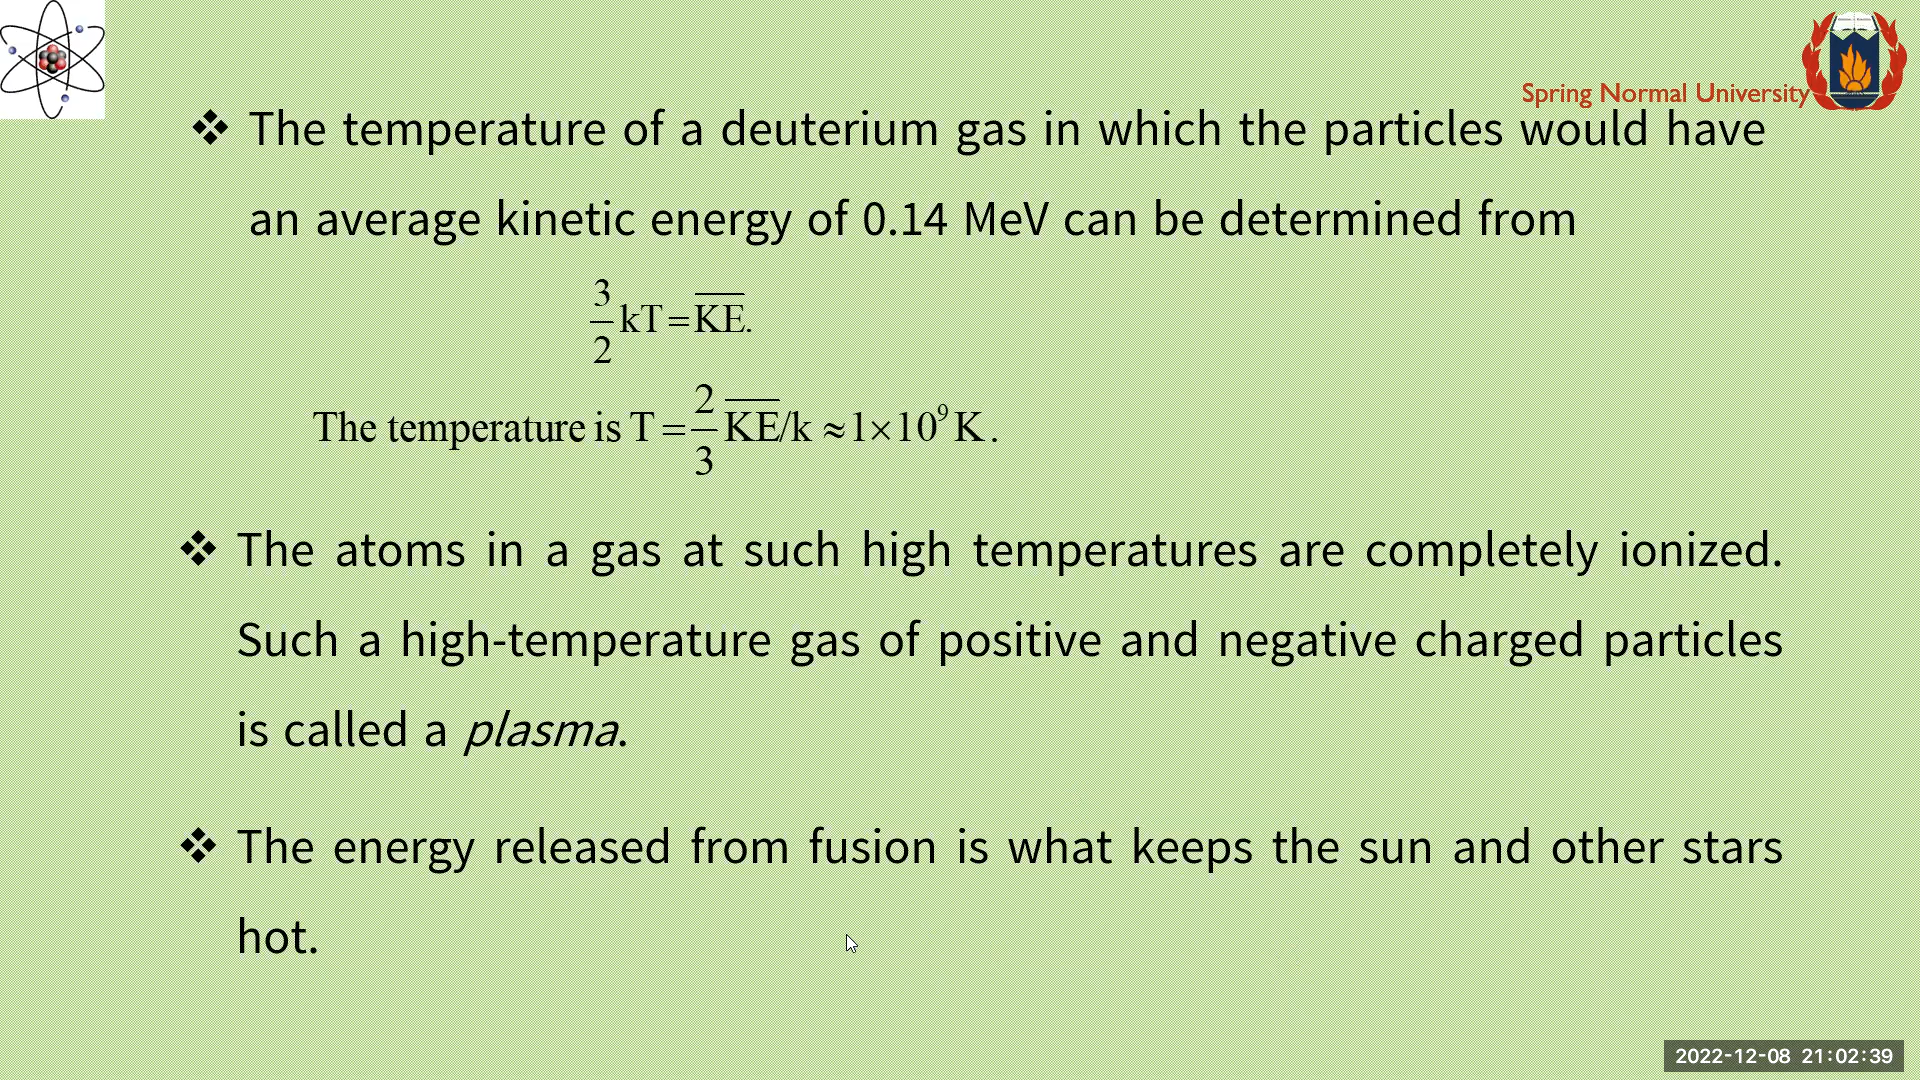 Spring Normal University
❖ The temperature of a deuterium gas in which the particles would have
an average kinetic energy of 0.14 MeV can be determined from
3/2 kT = K̅E̅.
The temperature is T = 2/3 K̅E̅/k ≈ 1×10⁹ K.
❖ The atoms in a gas at such high temperatures are completely ionized.
Such a high-temperature gas of positive and negative charged particles
is called a plasma.
❖ The energy released from fusion is what keeps the sun and other stars
hot.
2022-12-08 21:02:39